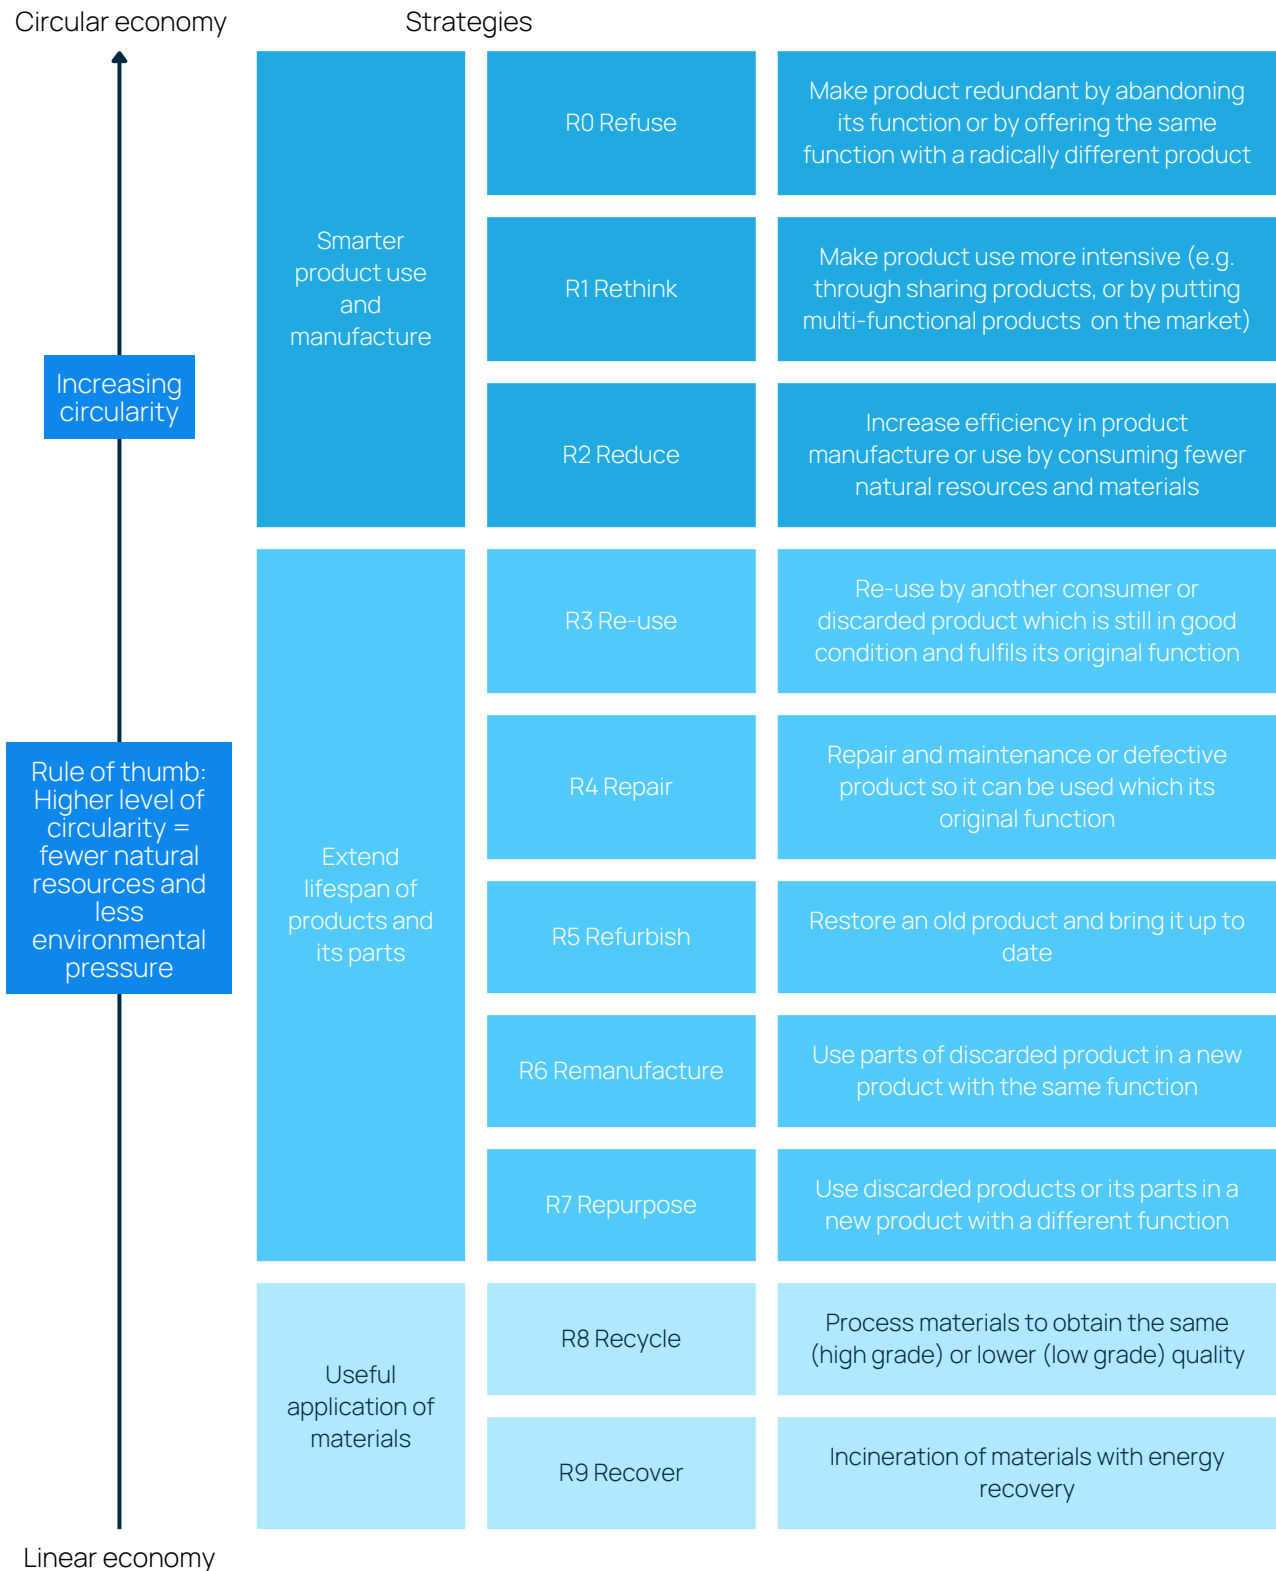 Circular economy
Strategies
Increasing
circularity
Rule of thumb:
Higher level of
circularity =
fewer natural
resources and
less
environmental
pressure
Linear economy
Smarter
product use
and
manufacture
R0 Refuse
Make product redundant by abandoning
its function or by offering the same
function with a radically different product
R1 Rethink
Make product use more intensive (e.g.
through sharing products, or by putting
multi-functional products on the market)
R2 Reduce
Increase efficiency in product
manufacture or use by consuming fewer
natural resources and materials
Extend
lifespan of
products and
its parts
R3 Re-use
Re-use by another consumer or
discarded product which is still in good
condition and fulfils its original function
R4 Repair
Repair and maintenance or defective
product so it can be used which its
original function
R5 Refurbish
Restore an old product and bring it up to
date
R6 Remanufacture
Use parts of discarded product in a new
product with the same function
R7 Repurpose
Use discarded products or its parts in a
new product with a different function
Useful
application of
materials
R8 Recycle
Process materials to obtain the same
(high grade) or lower (low grade) quality
R9 Recover
Incineration of materials with energy
recovery